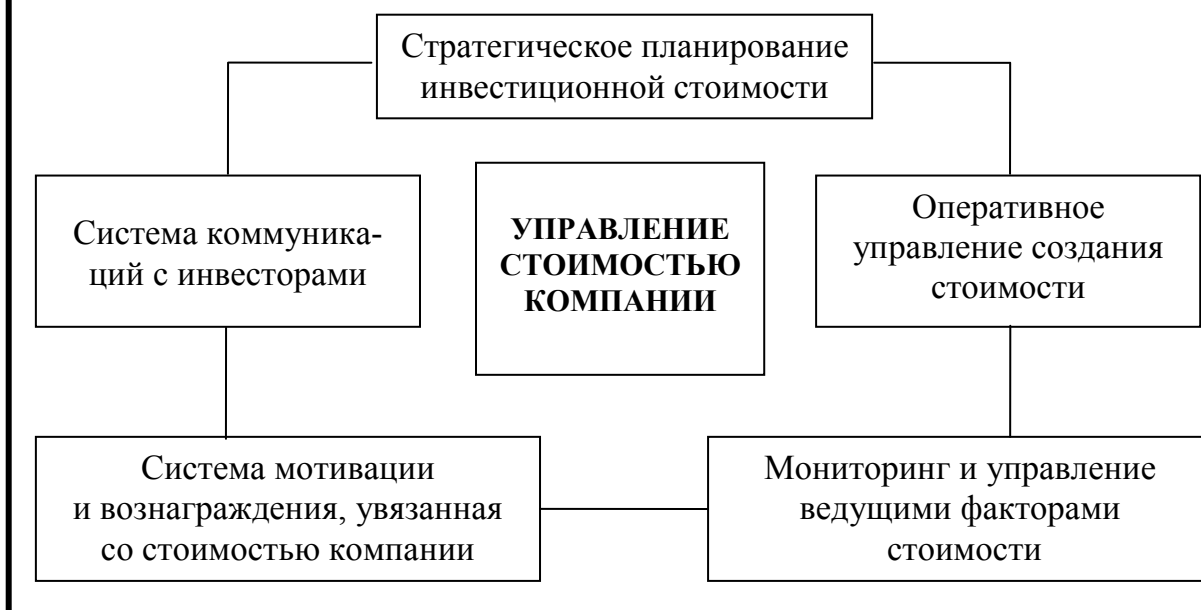 Стратегическое планирование
инвестиционной стоимости
Система коммуника-
ций с инвесторами
УПРАВЛЕНИЕ
СТОИМОСТЬЮ
КОМПАНИИ
Оперативное
управление создания
стоимости
Система мотивации
и вознаграждения, увязанная
со стоимостью компании
Мониторинг и управление
ведущими факторами
стоимости